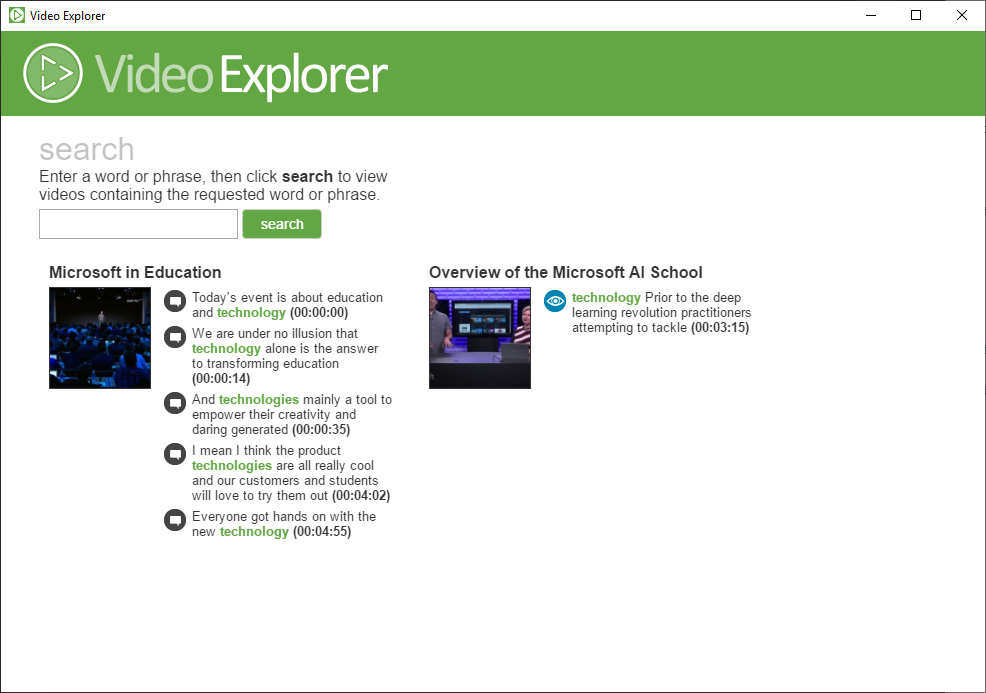 Video Explorer
Video Explorer
search
Enter a word or phrase, then click search to view
videos containing the requested word or phrase.
search
Microsoft in Education
Today's event is about education
and technology (00:00:00)
We are under no illusion that
technology alone is the answer
to transforming education
(00:00:14)
And technologies mainly a tool to
empower their creativity and
daring generated (00:00:35)
I mean I think the product
technologies are all really cool
and our customers and students
will love to try them out (00:04:02)
Everyone got hands on with the
new technology (00:04:55)
Overview of the Microsoft AI School
technology Prior to the deep
learning revolution practitioners
attempting to tackle (00:03:15)